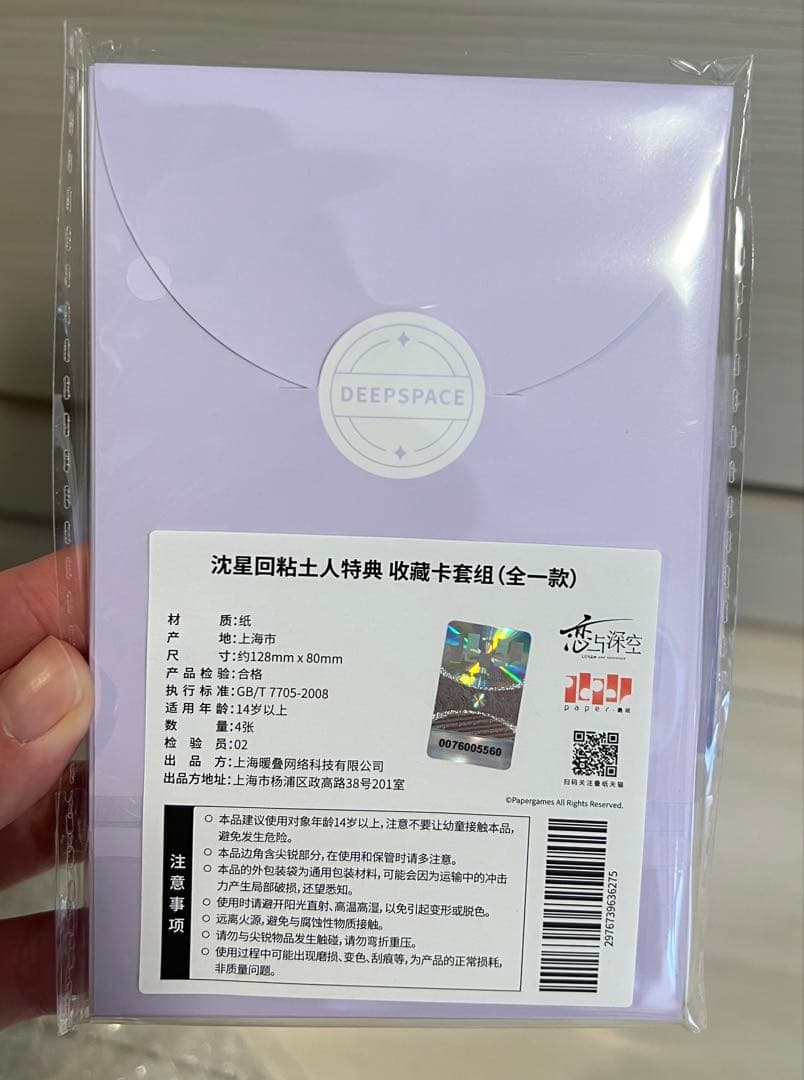 DEEPSPACE
沈星回粘土人特典 收藏卡套组(全一款)
材质:纸
产地:上海市
尺寸:约128mm x 80mm
产品检验:合格
执行标准:GB/T 7705-2008
适用年龄:14岁以上
数量:4张
检验员:02
出品方:上海暖叠网络科技有限公司
出品方地址:上海市杨浦区政高路38号201室
0076005560
恋与深空
paper
paper·叠纸
扫码关注叠纸天猫
©Papergames All Rights Reserved.
注意事项
○ 本品建议使用对象年龄14岁以上,注意不要让幼童接触本品,
避免发生危险。
○ 本品边角含尖锐部分,在使用和保管时请多注意。
○ 本品的外包装袋为通用包装材料,可能会因为运输中的冲击
力产生局部破损,还望悉知。
○ 使用时请避开阳光直射、高温高湿,以免引起变形或脱色。
○ 远离火源,避免与腐蚀性物质接触。
○ 请勿与尖锐物品发生触碰,请勿弯折重压。
○ 使用过程中可能出现磨损、变色、刮痕等,为产品的正常损耗,
非质量问题。
2976739636275